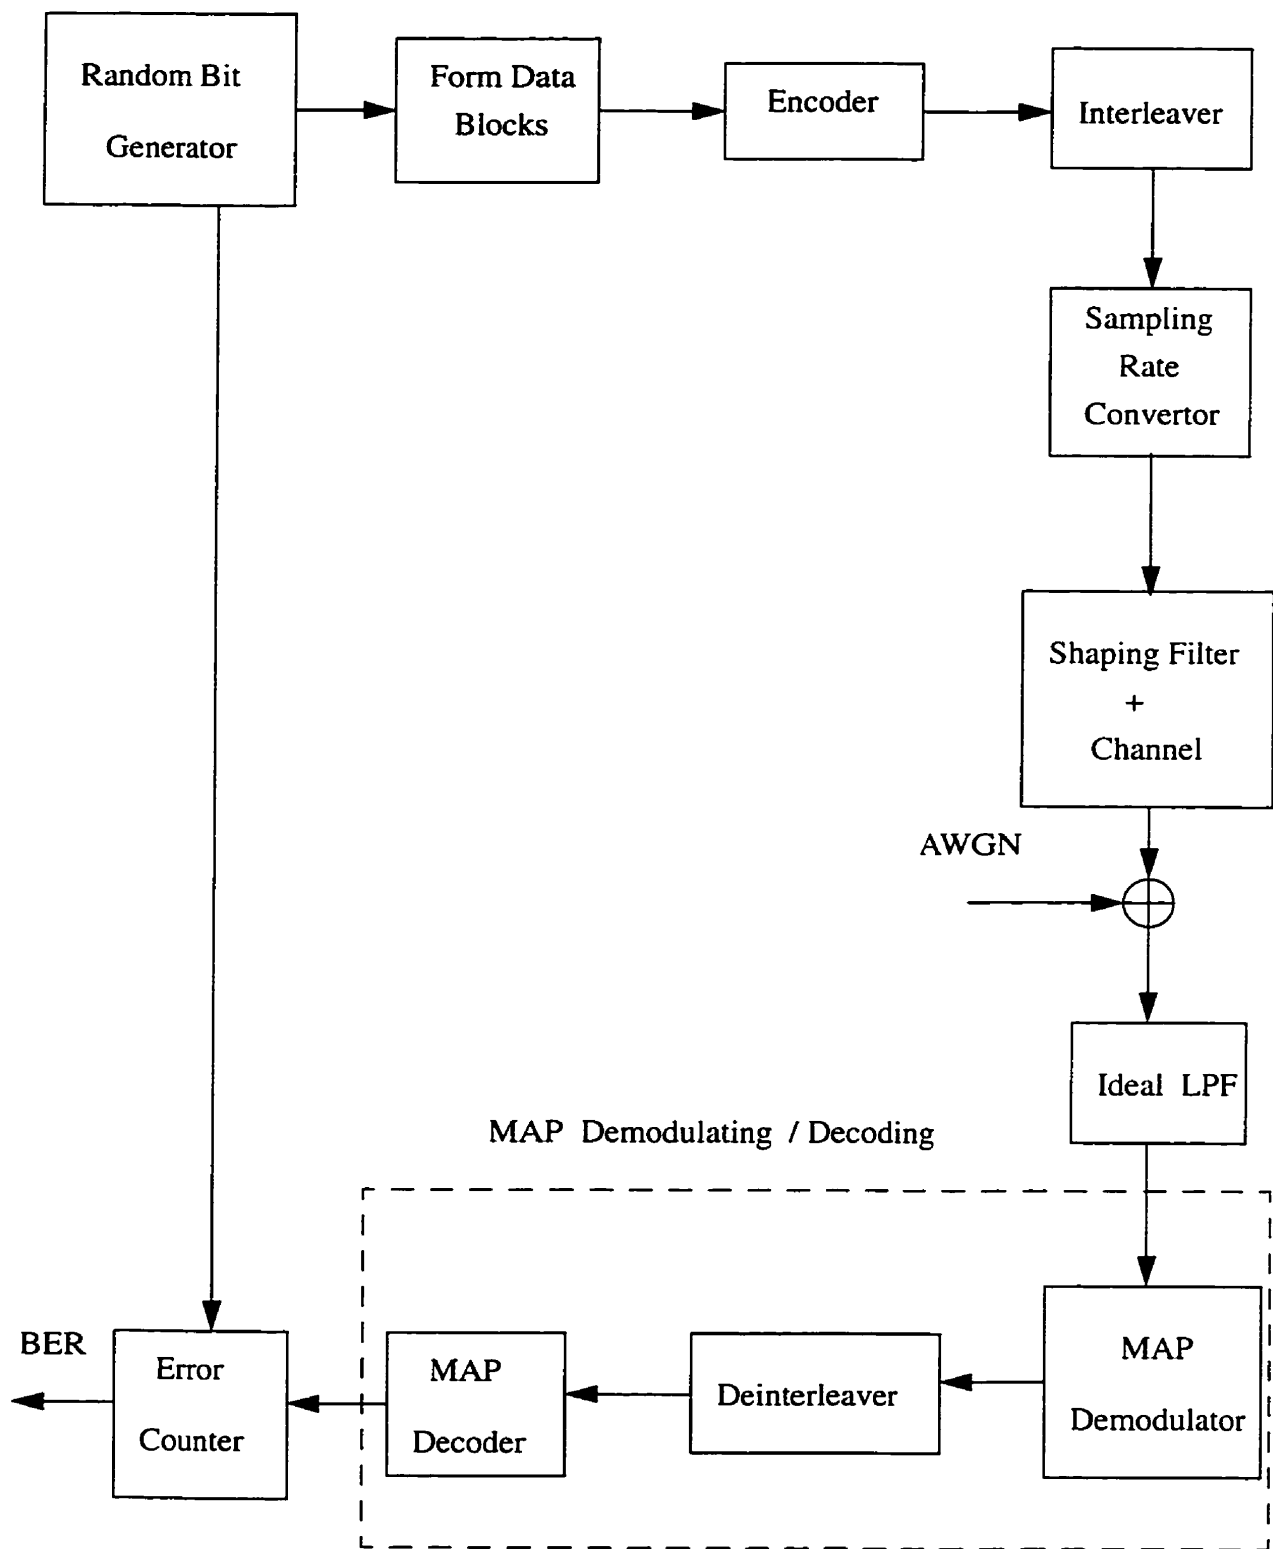 Random Bit
Generator
Form Data
Blocks
Encoder
Interleaver
Sampling
Rate
Convertor
Shaping Filter
+
Channel
AWGN
Ideal LPF
MAP Demodulating / Decoding
MAP
Demodulator
Deinterleaver
MAP
Decoder
Error
Counter
BER